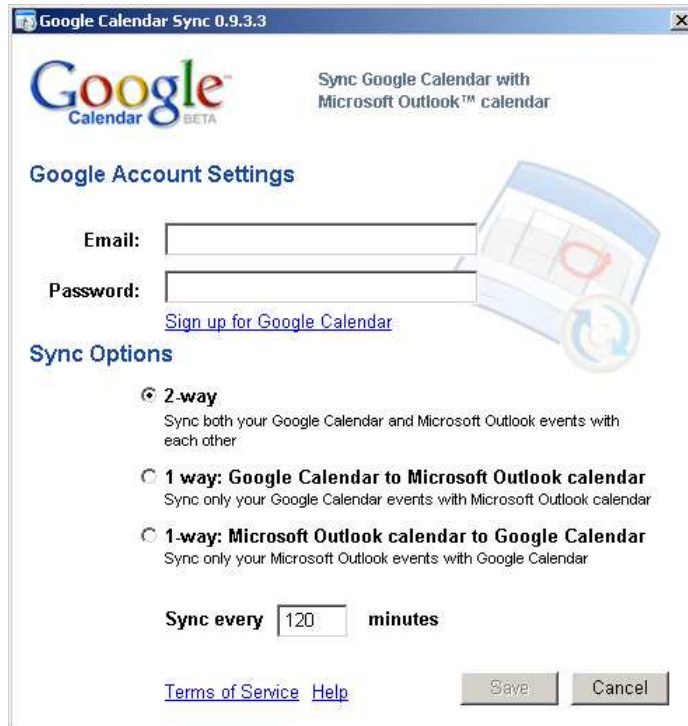 Google Calendar Sync 0.9.3.3
Google™
Calendar BETA
Sync Google Calendar with
Microsoft Outlook™ calendar
Google Account Settings
Email:
Password:
Sign up for Google Calendar
Sync Options
2-way
Sync both your Google Calendar and Microsoft Outlook events with
each other
1 way: Google Calendar to Microsoft Outlook calendar
Sync only your Google Calendar events with Microsoft Outlook calendar
1-way: Microsoft Outlook calendar to Google Calendar
Sync only your Microsoft Outlook events with Google Calendar
Sync every 120 minutes
Terms of Service Help Save Cancel